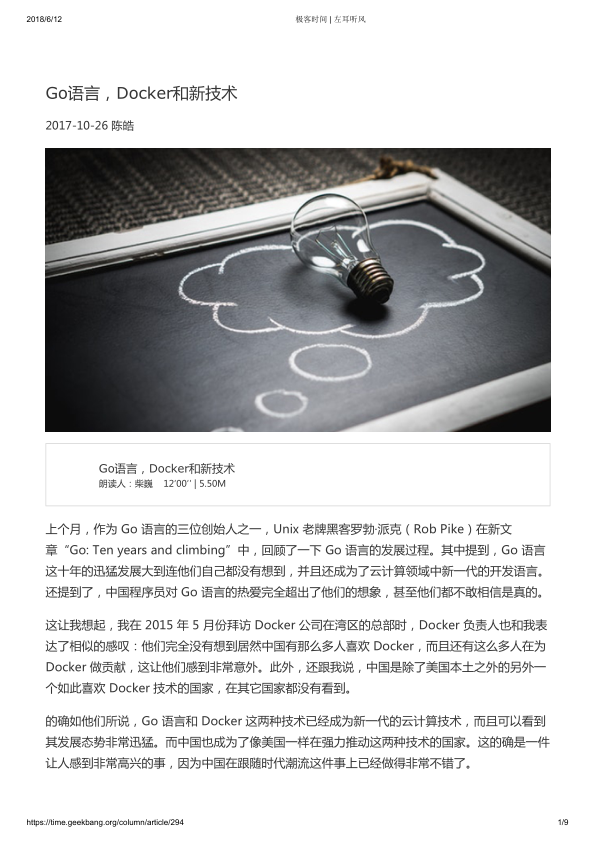 2018/6/12
极客时间 | 左耳听风
Go语言，Docker和新技术
2017-10-26 陈皓
Go语言，Docker和新技术
朗读人：柴巍 12′00′′ | 5.50M
上个月，作为 Go 语言的三位创始人之一，Unix 老牌黑客罗勃·派克（Rob Pike）在新文
章“Go: Ten years and climbing”中，回顾了一下 Go 语言的发展过程。其中提到，Go 语言
这十年的迅猛发展大到连他们自己都没有想到，并且还成为了云计算领域中新一代的开发语言。
还提到了，中国程序员对 Go 语言的热爱完全超出了他们的想象，甚至他们都不敢相信是真的。
这让我想起，我在 2015 年 5 月份拜访 Docker 公司在湾区的总部时，Docker 负责人也和我表
达了相似的感叹：他们完全没有想到居然中国有那么多人喜欢 Docker，而且还有这么多人在为
Docker 做贡献，这让他们感到非常意外。此外，还跟我说，中国是除了美国本土之外的另外一
个如此喜欢 Docker 技术的国家，在其它国家都没有看到。
的确如他们所说，Go 语言和 Docker 这两种技术已经成为新一代的云计算技术，而且可以看到
其发展态势非常迅猛。而中国也成为了像美国一样在强力推动这两种技术的国家。这的确是一件
让人感到非常高兴的事，因为中国在跟随时代潮流这件事上已经做得非常不错了。
https://time.geekbang.org/column/article/294
1/9